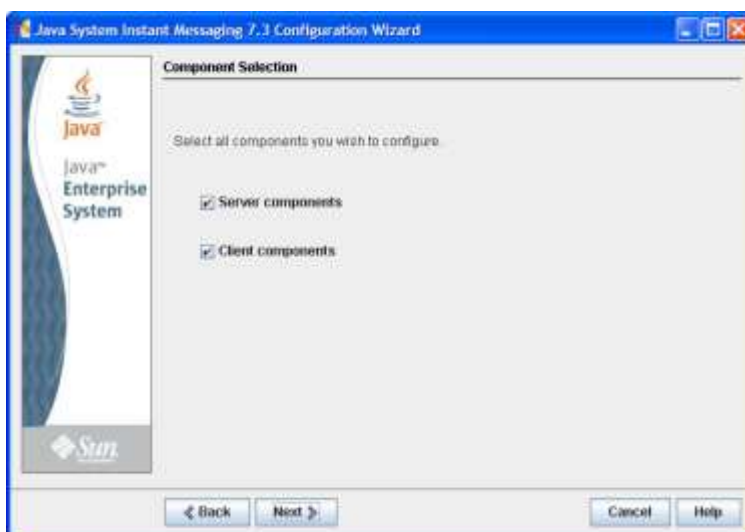 Java System Instant Messaging 7.3 Configuration Wizard
Component Selection
Java
Java™
Enterprise
System
Select all components you wish to configure.
Server components
Client components
Sun
Back
Next
Cancel
Help